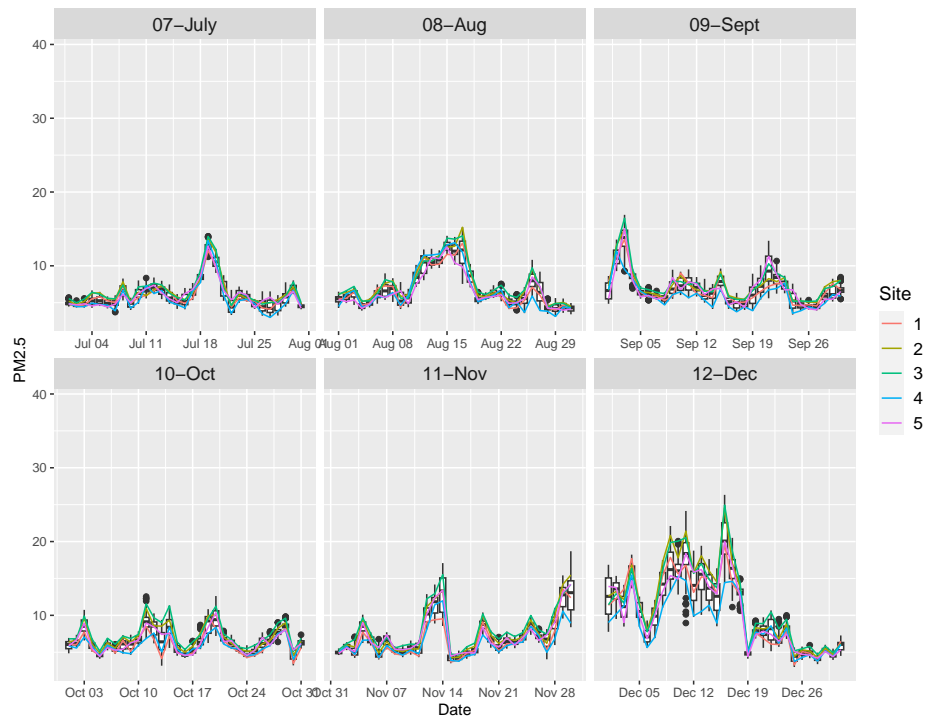 07−July 08−Aug 09−Sept
40
30
20
10
Jul 04 Jul 11 Jul 18 Jul 25 Aug 01 Aug 01 Aug 08 Aug 15 Aug 22 Aug 29 Sep 05 Sep 12 Sep 19 Sep 26
PM2.5
10−Oct 11−Nov 12−Dec
40
30
20
10
Oct 03 Oct 10 Oct 17 Oct 24 Oct 31 Oct 31 Nov 07 Nov 14 Nov 21 Nov 28 Dec 05 Dec 12 Dec 19 Dec 26
Date
Site
1
2
3
4
5